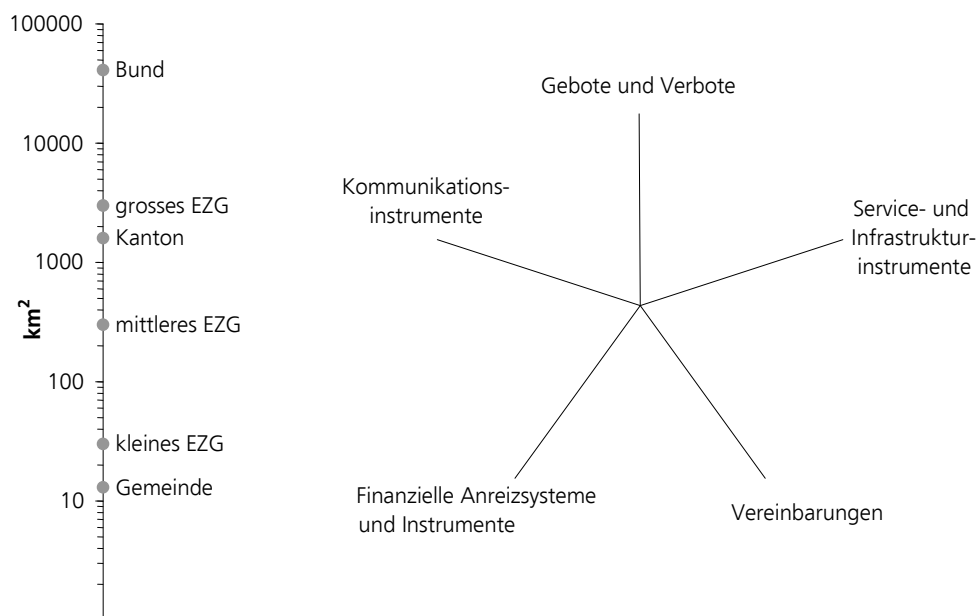 100000
Bund
10000
grosses EZG
Kanton
1000
km²
mittleres EZG
100
kleines EZG
Gemeinde
10
Gebote und Verbote
Kommunikations-
instrumente
Service- und
Infrastruktur-
instrumente
Finanzielle Anreizsysteme
und Instrumente
Vereinbarungen